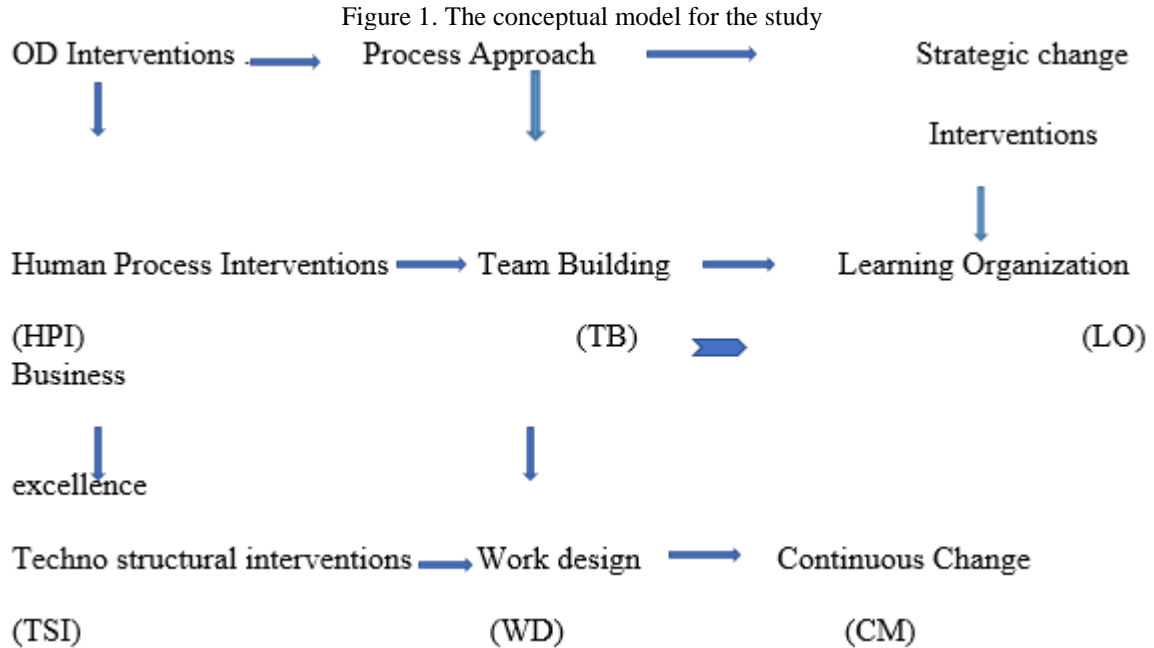 Figure 1. The conceptual model for the study
OD Interventions . Process Approach Strategic change
Interventions
Human Process Interventions Team Building Learning Organization
(HPI) (TB) (LO)
Business
excellence
Techno structural interventions Work design Continuous Change
(TSI) (WD) (CM)